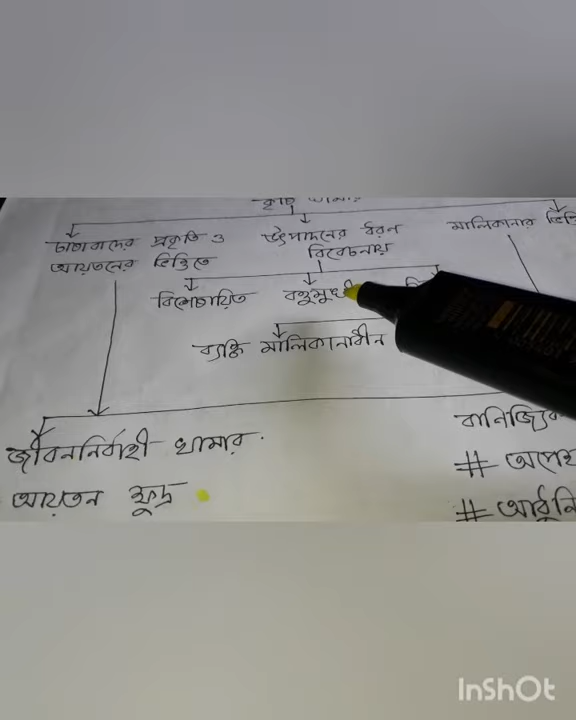 কৃষি খামার
চাষাবাদের প্রকৃতি ও
আয়তনের ভিত্তিতে
উৎপাদনের ধরন
বিবেচনায়
মালিকানার
বিশেষায়িত
বহুমুখী
ব্যক্তি মালিকানাধীন
জীবননির্বাহী খামার
আয়তন ক্ষুদ্র
#
#
InShOt